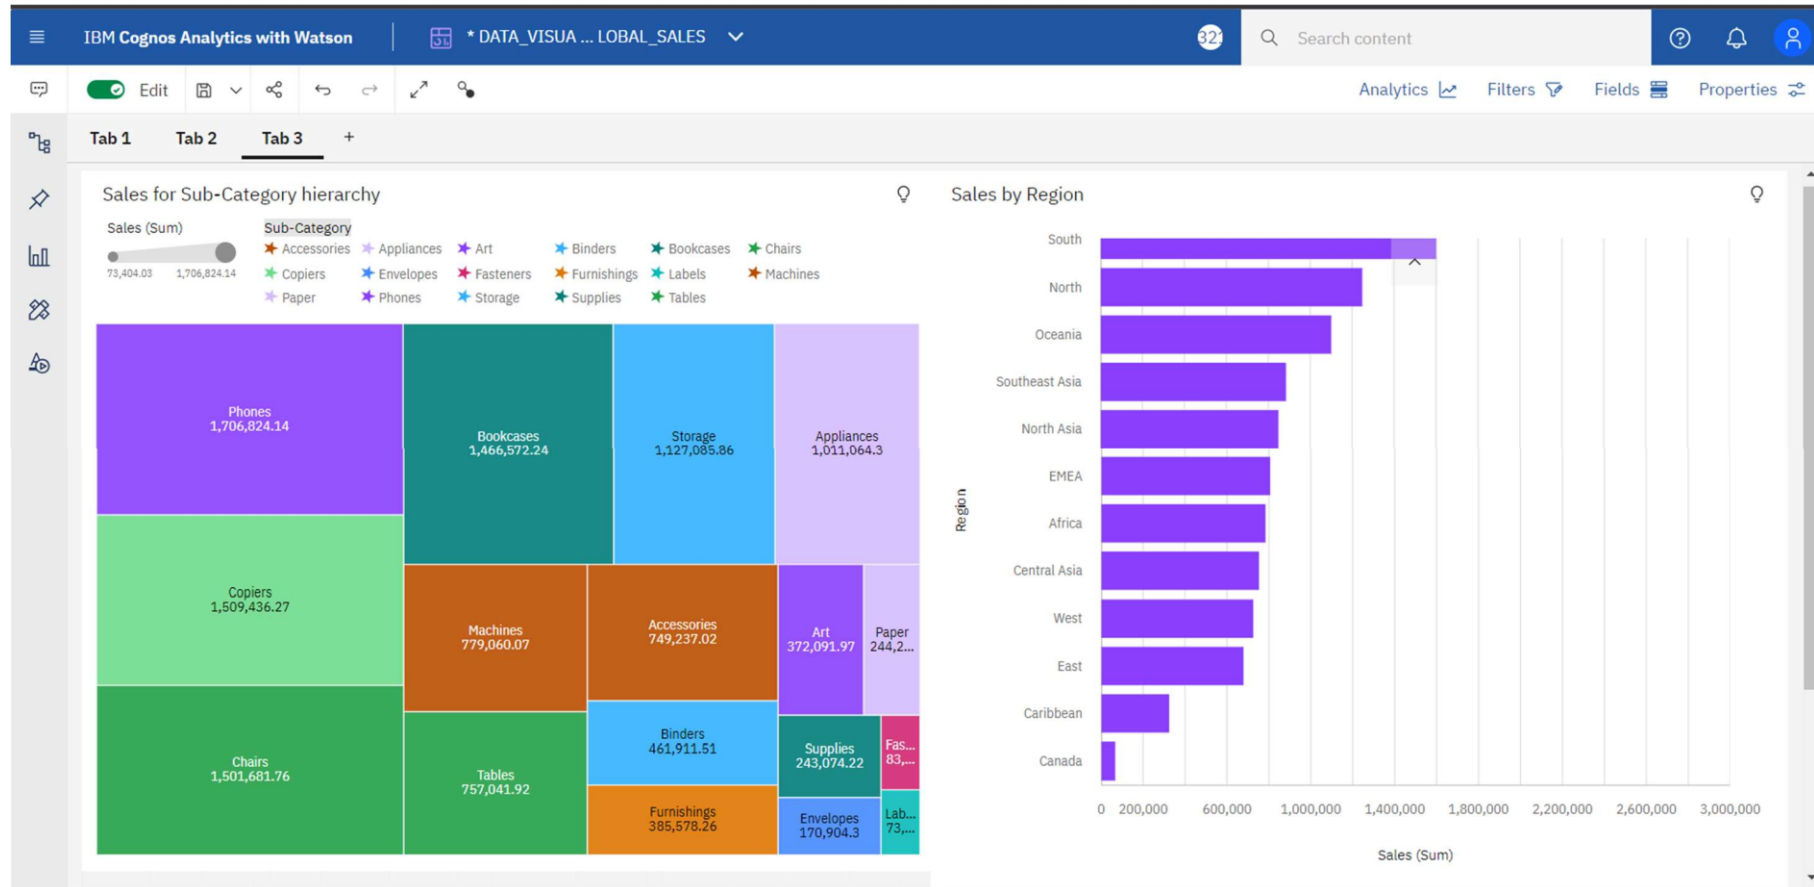 IBM Cognos Analytics with Watson
* DATA_VISUA ... LOBAL_SALES
Search content
Edit
Analytics
Filters
Fields
Properties
Tab 1 Tab 2 Tab 3 +
Sales for Sub-Category hierarchy
Sales (Sum)
73,404.03 1,706,824.14
Sub-Category
Accessories Appliances Art Binders Bookcases Chairs
Copiers Envelopes Fasteners Furnishings Labels Machines
Paper Phones Storage Supplies Tables
Phones
1,706,824.14
Copiers
1,509,436.27
Chairs
1,501,681.76
Bookcases
1,466,572.24
Storage
1,127,085.86
Appliances
1,011,064.3
Machines
779,060.07
Accessories
749,237.02
Art
372,091.97
Paper
244,2...
Tables
757,041.92
Binders
461,911.51
Furnishings
385,578.26
Supplies
243,074.22
Fas...
83,...
Envelopes
170,904.3
Lab...
73,...
Sales by Region
Region
South
North
Oceania
Southeast Asia
North Asia
EMEA
Africa
Central Asia
West
East
Caribbean
Canada
0 200,000 600,000 1,000,000 1,400,000 1,800,000 2,200,000 2,600,000 3,000,000
Sales (Sum)